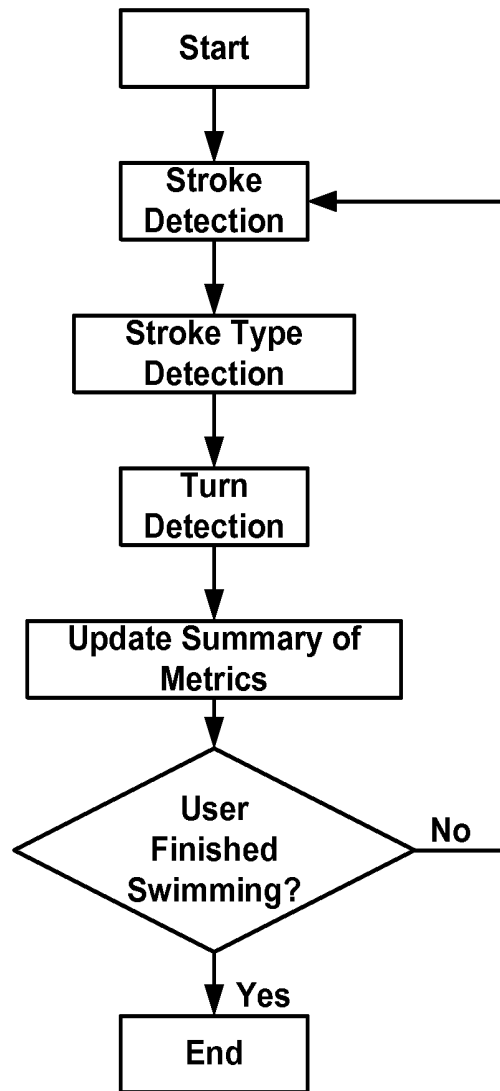 Start
Stroke
Detection
Stroke Type
Detection
Turn
Detection
Update Summary of
Metrics
User
Finished
Swimming?
No
Yes
End